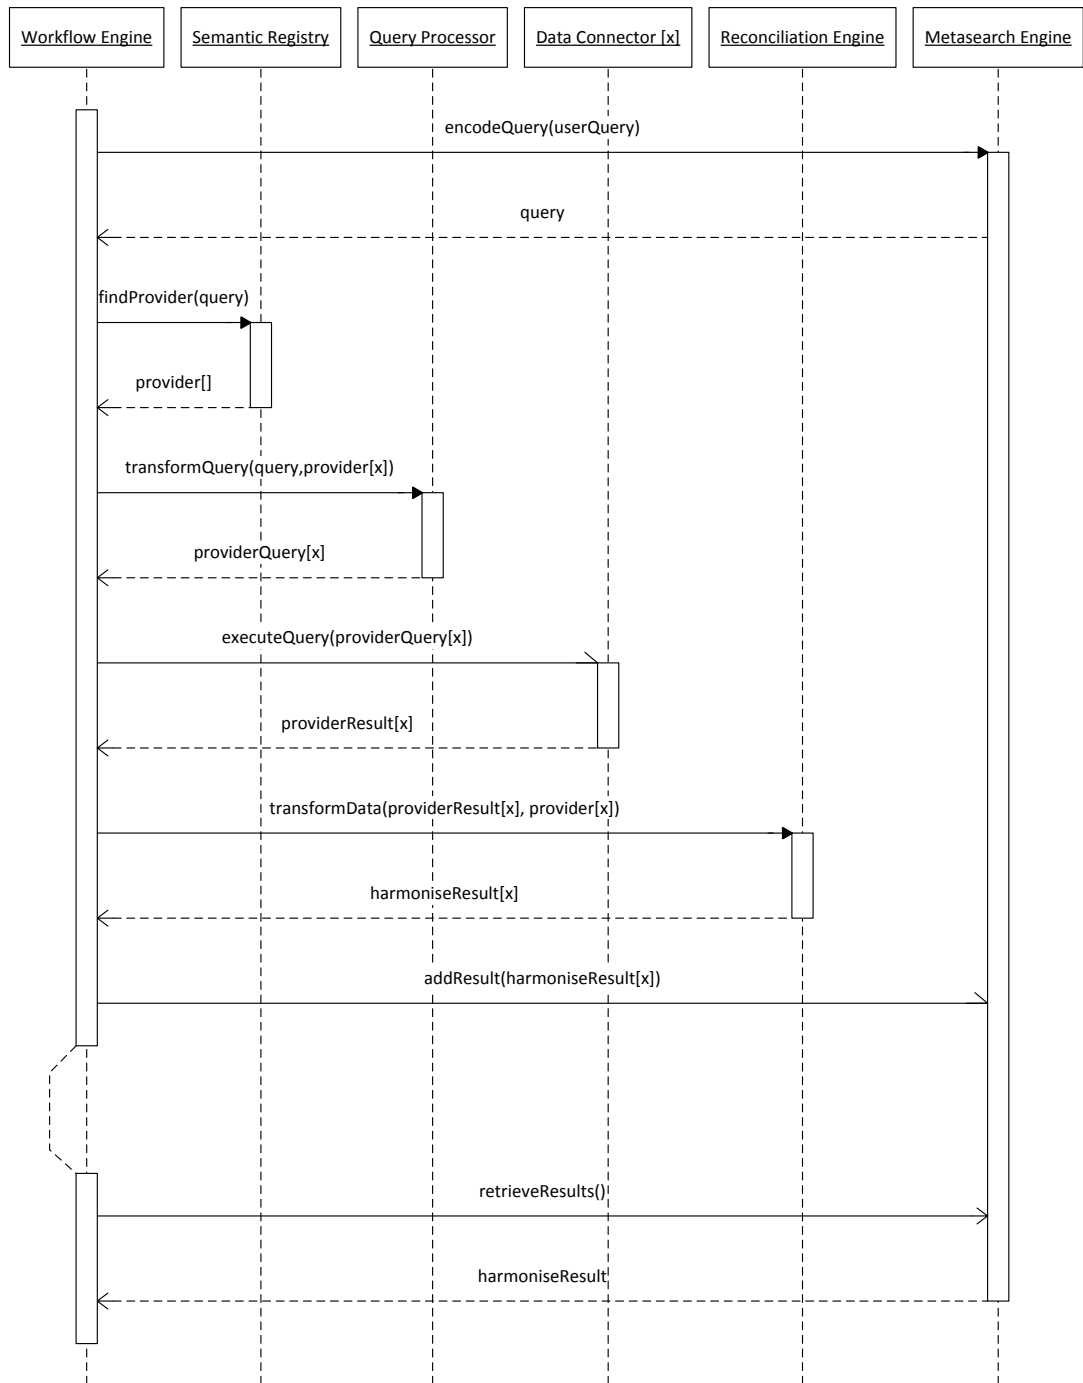 Workflow Engine
Semantic Registry
Query Processor
Data Connector [x]
Reconciliation Engine
Metasearch Engine
encodeQuery(userQuery)
query
findProvider(query)
provider[]
transformQuery(query,provider[x])
providerQuery[x]
executeQuery(providerQuery[x])
providerResult[x]
transformData(providerResult[x], provider[x])
harmoniseResult[x]
addResult(harmoniseResult[x])
retrieveResults()
harmoniseResult